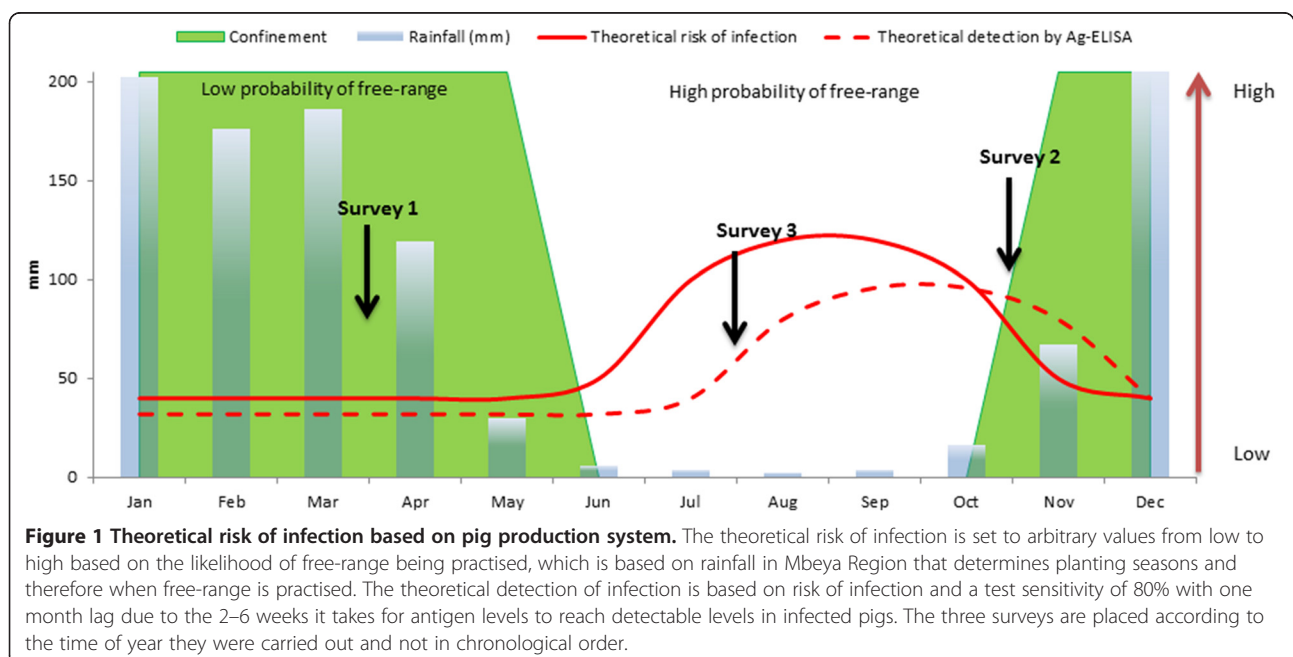 Confinement Rainfall (mm) Theoretical risk of infection Theoretical detection by Ag-ELISA
Low probability of free-range
High probability of free-range
200
150
100
50
0
mm
Survey 1
Survey 3
Survey 2
High
Low
Jan Feb Mar Apr May Jun Jul Aug Sep Oct Nov Dec
Figure 1 Theoretical risk of infection based on pig production system. The theoretical risk of infection is set to arbitrary values from low to
high based on the likelihood of free-range being practised, which is based on rainfall in Mbeya Region that determines planting seasons and
therefore when free-range is practised. The theoretical detection of infection is based on risk of infection and a test sensitivity of 80% with one
month lag due to the 2–6 weeks it takes for antigen levels to reach detectable levels in infected pigs. The three surveys are placed according to
the time of year they were carried out and not in chronological order.